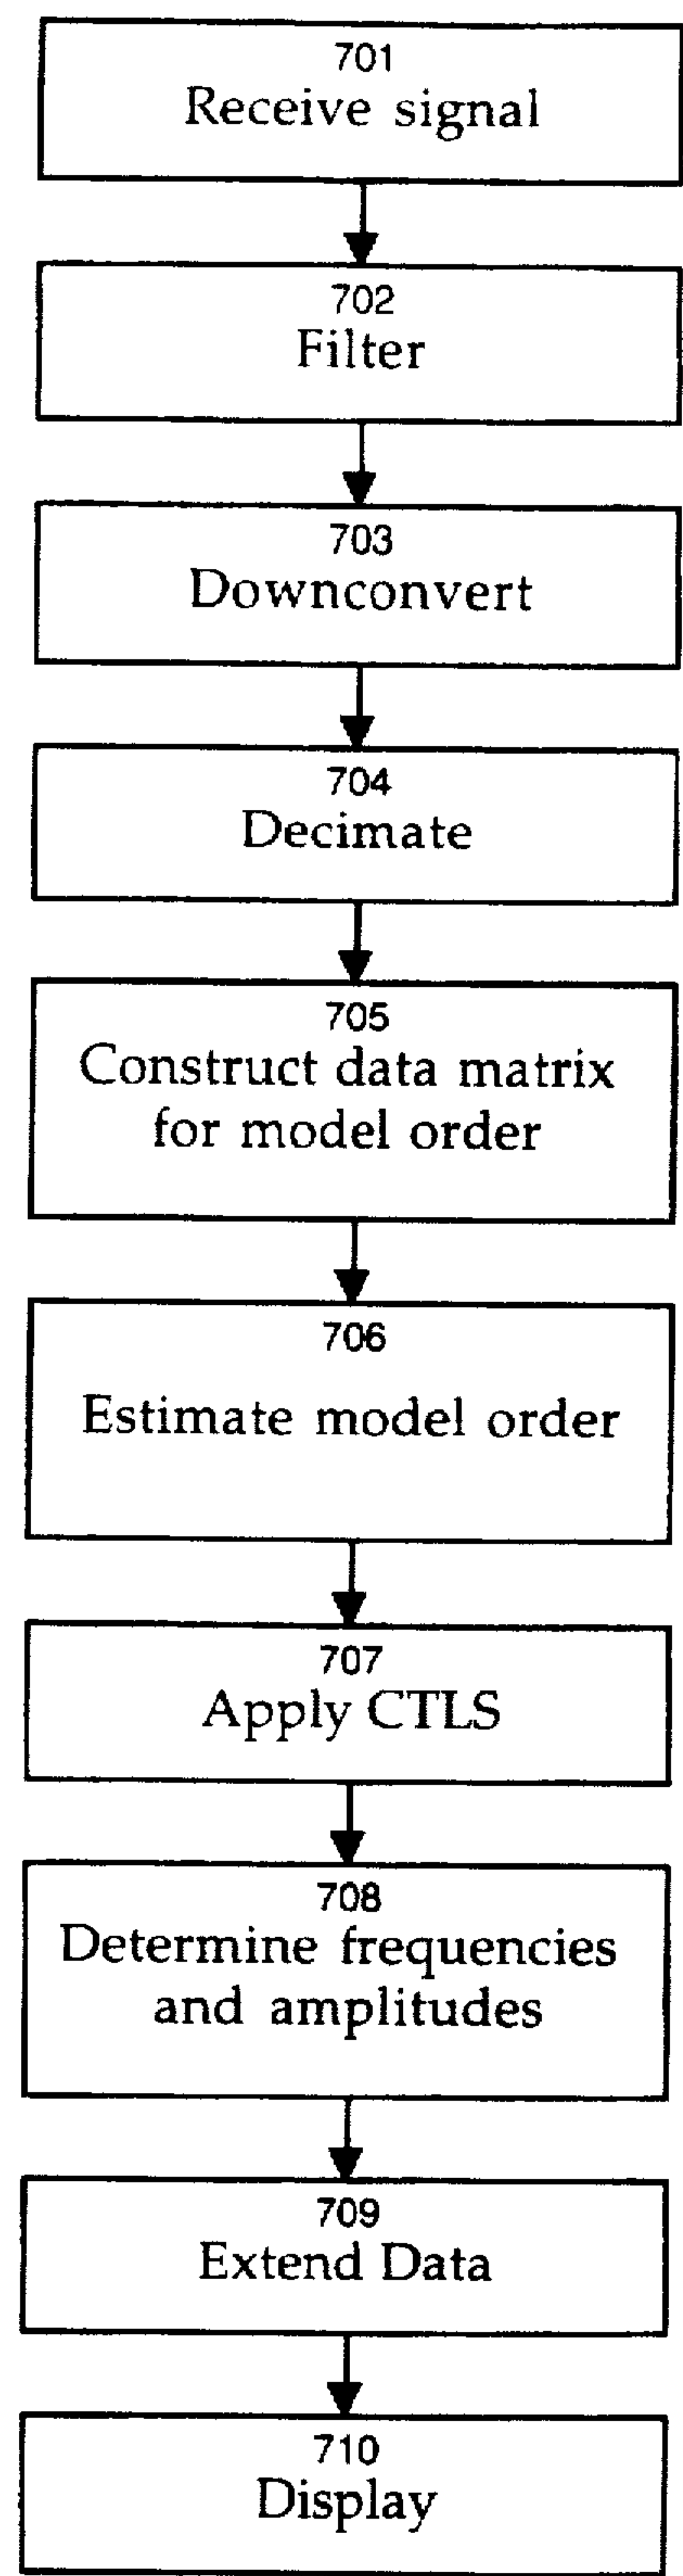 701
Receive signal
702
Filter
703
Downconvert
704
Decimate
705
Construct data matrix
for model order
706
Estimate model order
707
Apply CTLS
708
Determine frequencies
and amplitudes
709
Extend Data
710
Display